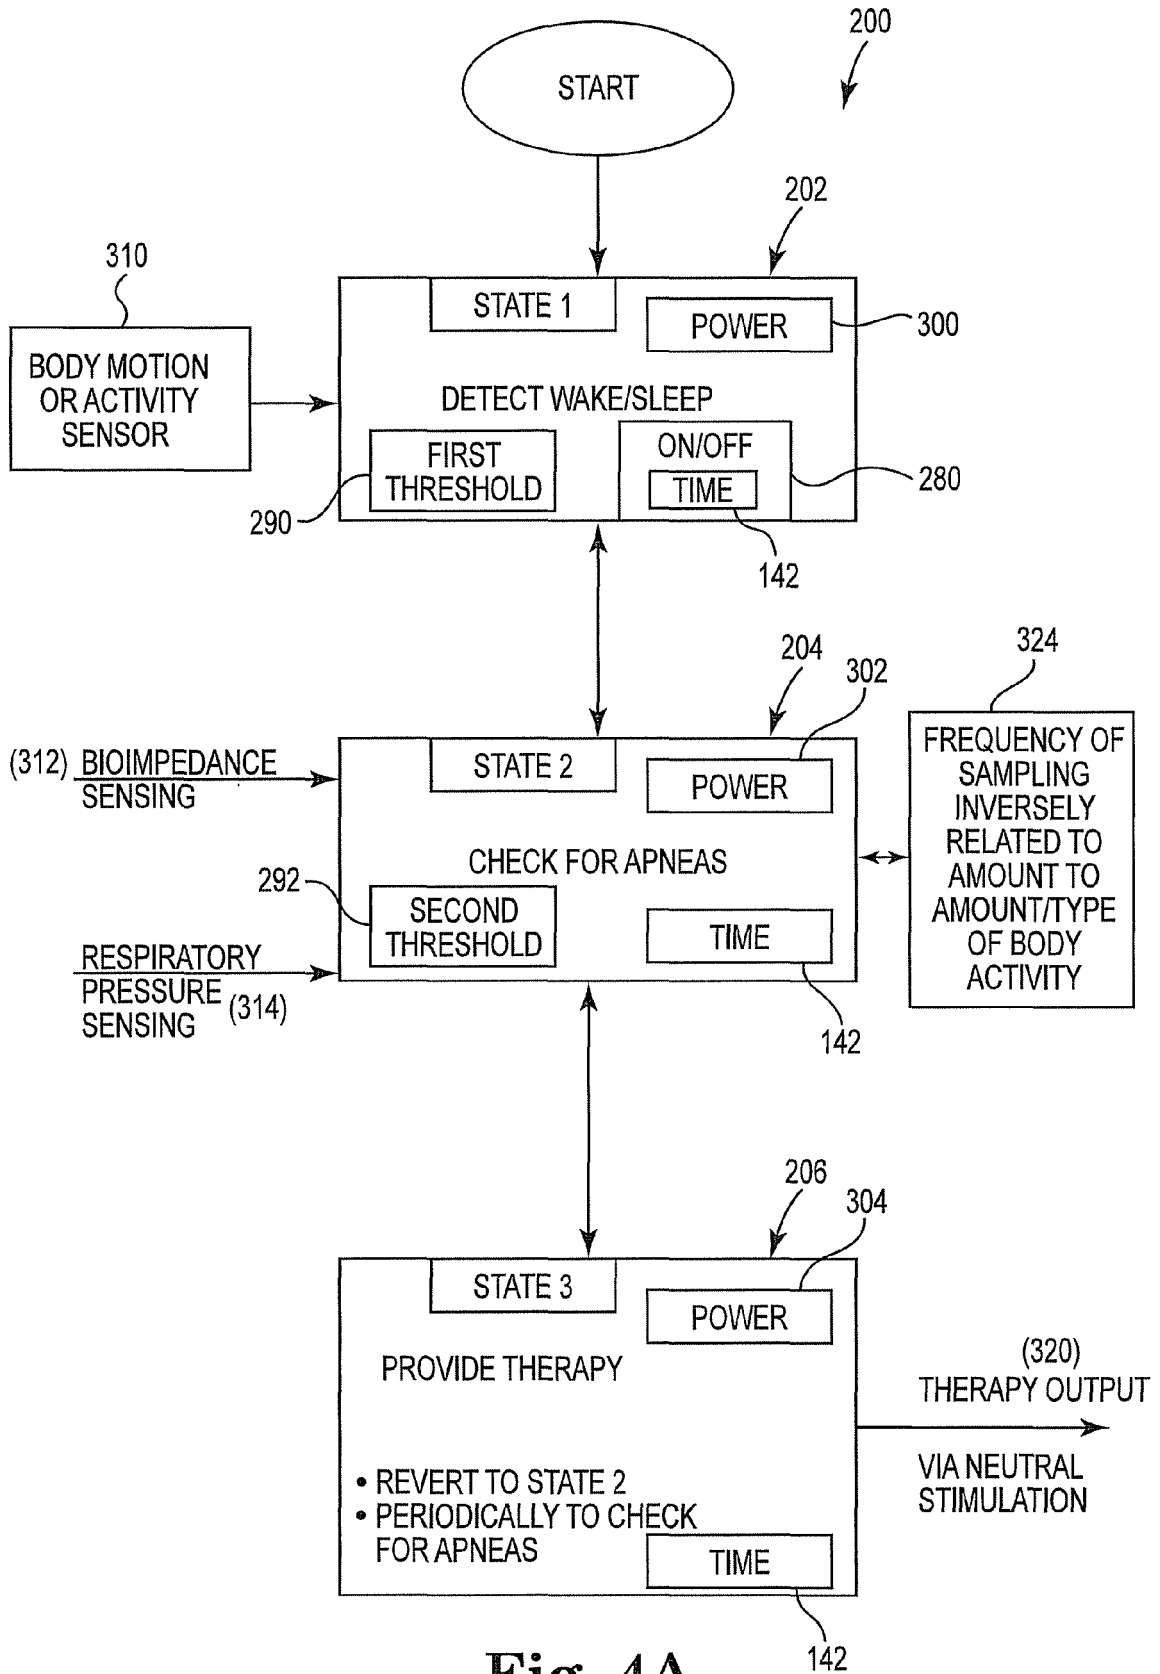 200
START
202
310
STATE 1
POWER
300
BODY MOTION
OR ACTIVITY
SENSOR
DETECT WAKE/SLEEP
FIRST
THRESHOLD
ON/OFF
TIME
280
290
142
324
204
302
(312) BIOIMPEDANCE
SENSING
STATE 2
POWER
FREQUENCY OF
SAMPLING
INVERSELY
RELATED TO
AMOUNT TO
AMOUNT/TYPE
OF BODY
ACTIVITY
CHECK FOR APNEAS
292
SECOND
THRESHOLD
TIME
RESPIRATORY
PRESSURE (314)
SENSING
142
206
304
STATE 3
POWER
PROVIDE THERAPY
(320)
THERAPY OUTPUT
VIA NEUTRAL
STIMULATION
• REVERT TO STATE 2
• PERIODICALLY TO CHECK
FOR APNEAS
TIME
142
Fig. 4A